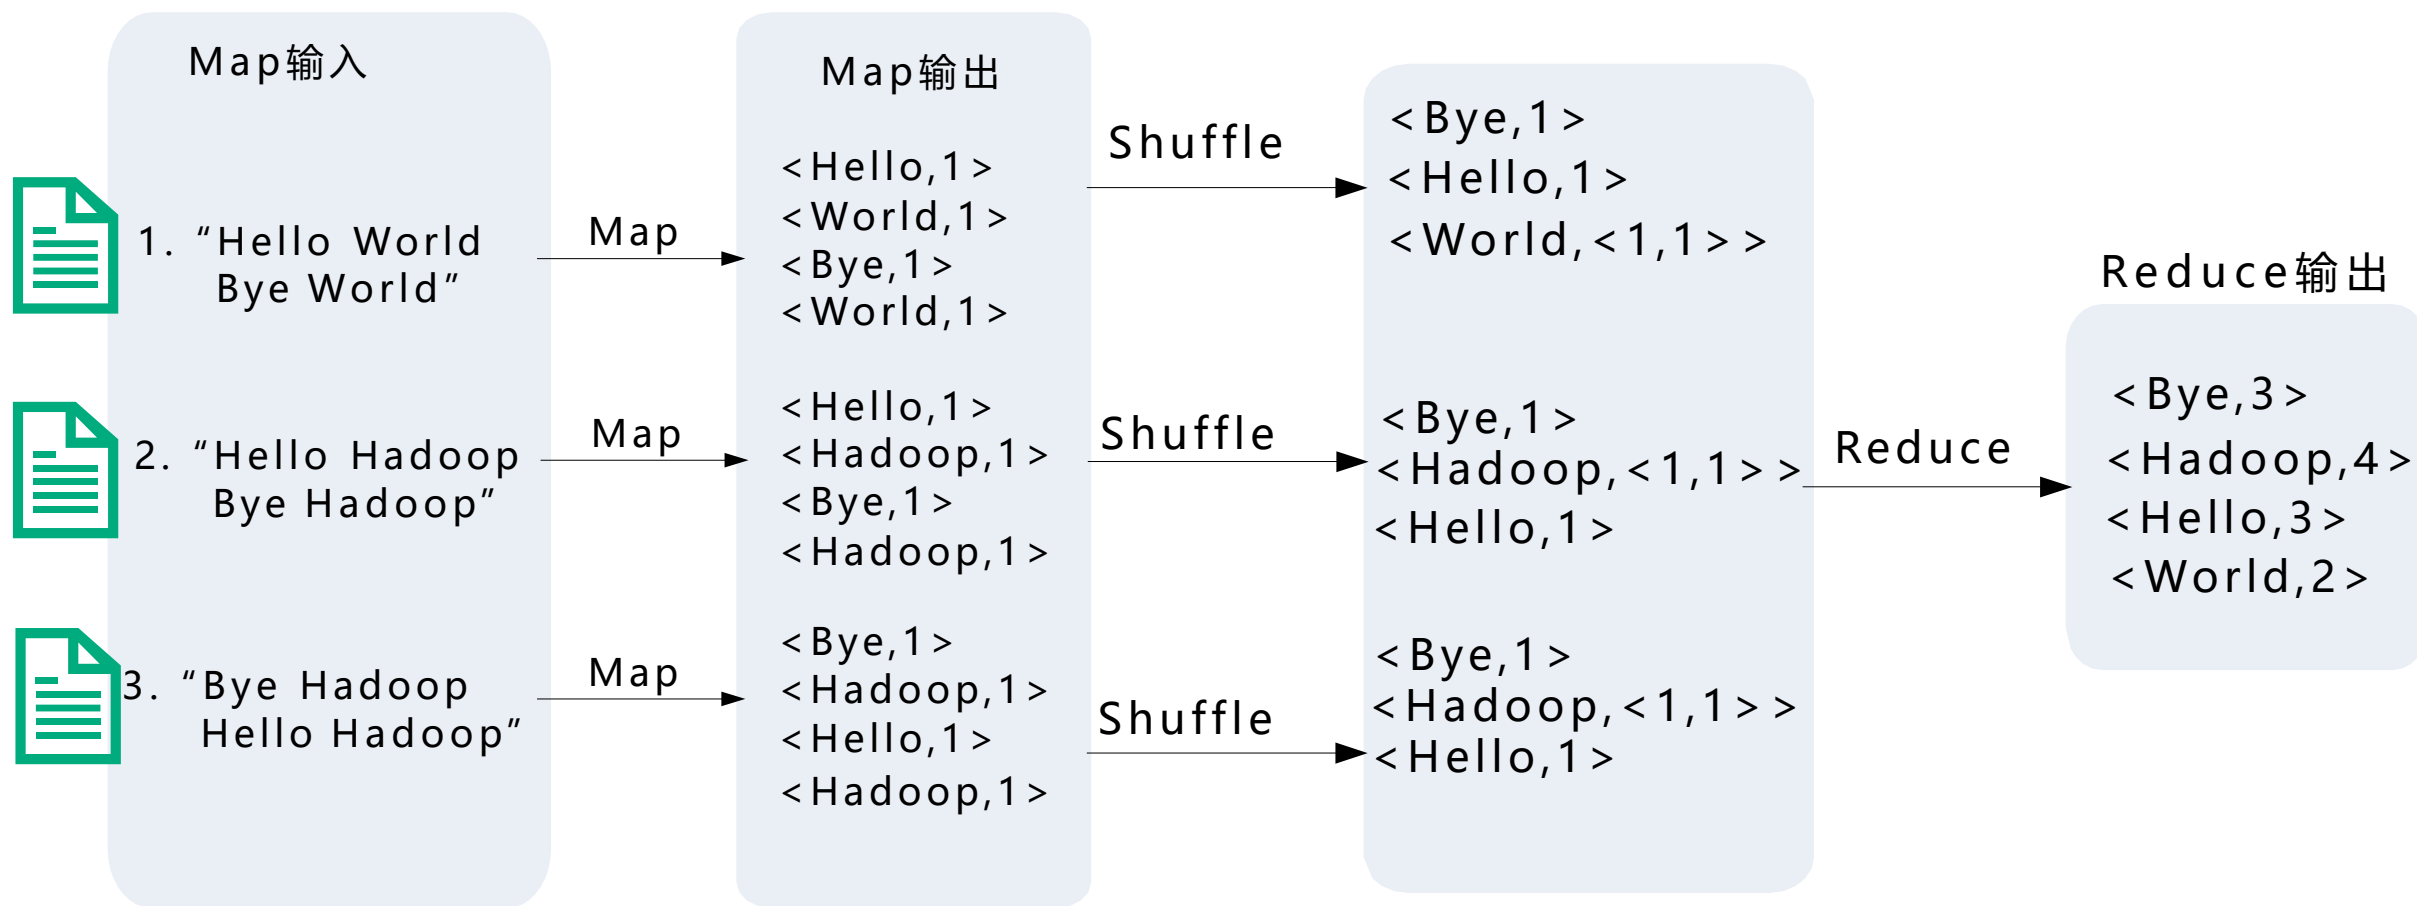 Map输入
1. “Hello World
Bye World”
2. “Hello Hadoop
Bye Hadoop”
3. “Bye Hadoop
Hello Hadoop”
Map
Map
Map
Map输出
<Hello,1>
<World,1>
<Bye,1>
<World,1>
<Hello,1>
<Hadoop,1>
<Bye,1>
<Hadoop,1>
<Bye,1>
<Hadoop,1>
<Hello,1>
<Hadoop,1>
Shuffle
Shuffle
Shuffle
<Bye,1>
<Hello,1>
<World,<1,1>>
<Bye,1>
<Hadoop,<1,1>>
<Hello,1>
<Bye,1>
<Hadoop,<1,1>>
<Hello,1>
Reduce
Reduce输出
<Bye,3>
<Hadoop,4>
<Hello,3>
<World,2>